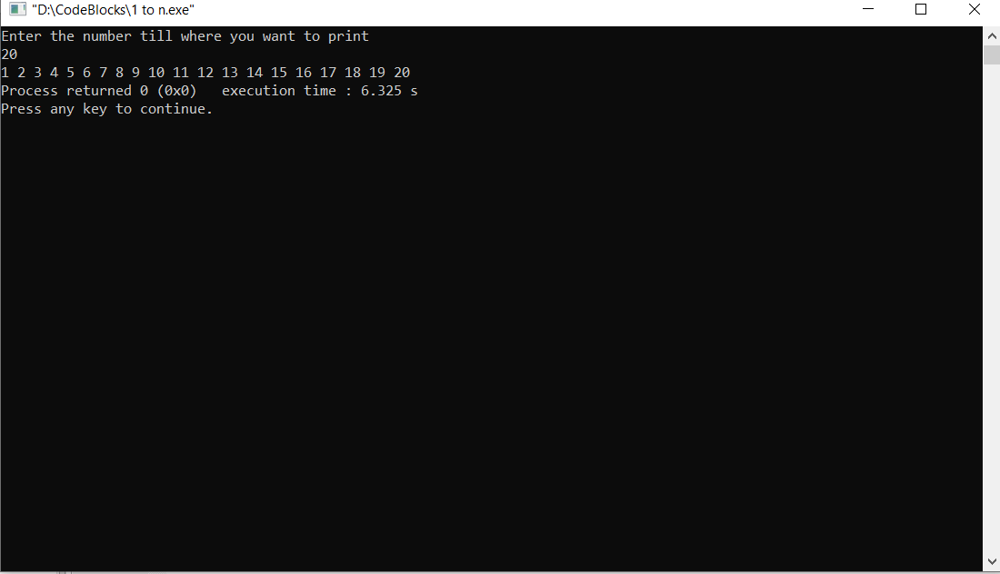 "D:\CodeBlocks\1 to n.exe"
Enter the number till where you want to print
20
1 2 3 4 5 6 7 8 9 10 11 12 13 14 15 16 17 18 19 20
Process returned 0 (0x0)   execution time : 6.325 s
Press any key to continue.